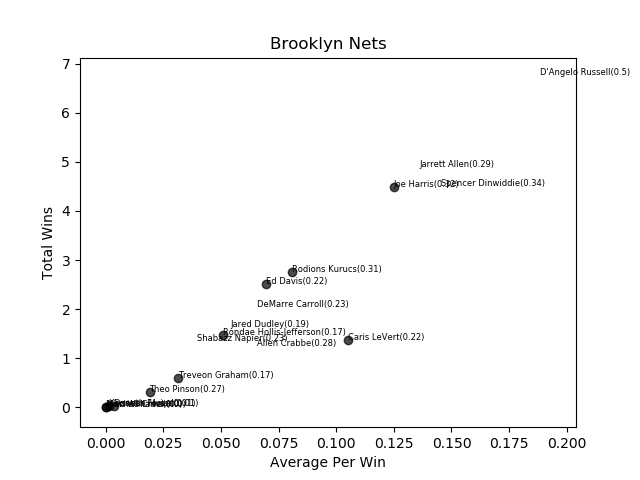 Brooklyn Nets
7
D'Angelo Russell(0.5)
6
5
Jarrett Allen(0.29)
Joe Harris(0.32)
Spencer Dinwiddie(0.34)
4
Total Wins
3
Rodions Kurucs(0.31)
Ed Davis(0.22)
2
DeMarre Carroll(0.23)
Jared Dudley(0.19)
Rondae Hollis-Jefferson(0.17)
Shabazz Napier(0.23)
Allen Crabbe(0.28)
Caris LeVert(0.22)
1
Treveon Graham(0.17)
Theo Pinson(0.27)
0
0.000
0.025
0.050
0.075
0.100
0.125
0.150
0.175
0.200
Average Per Win